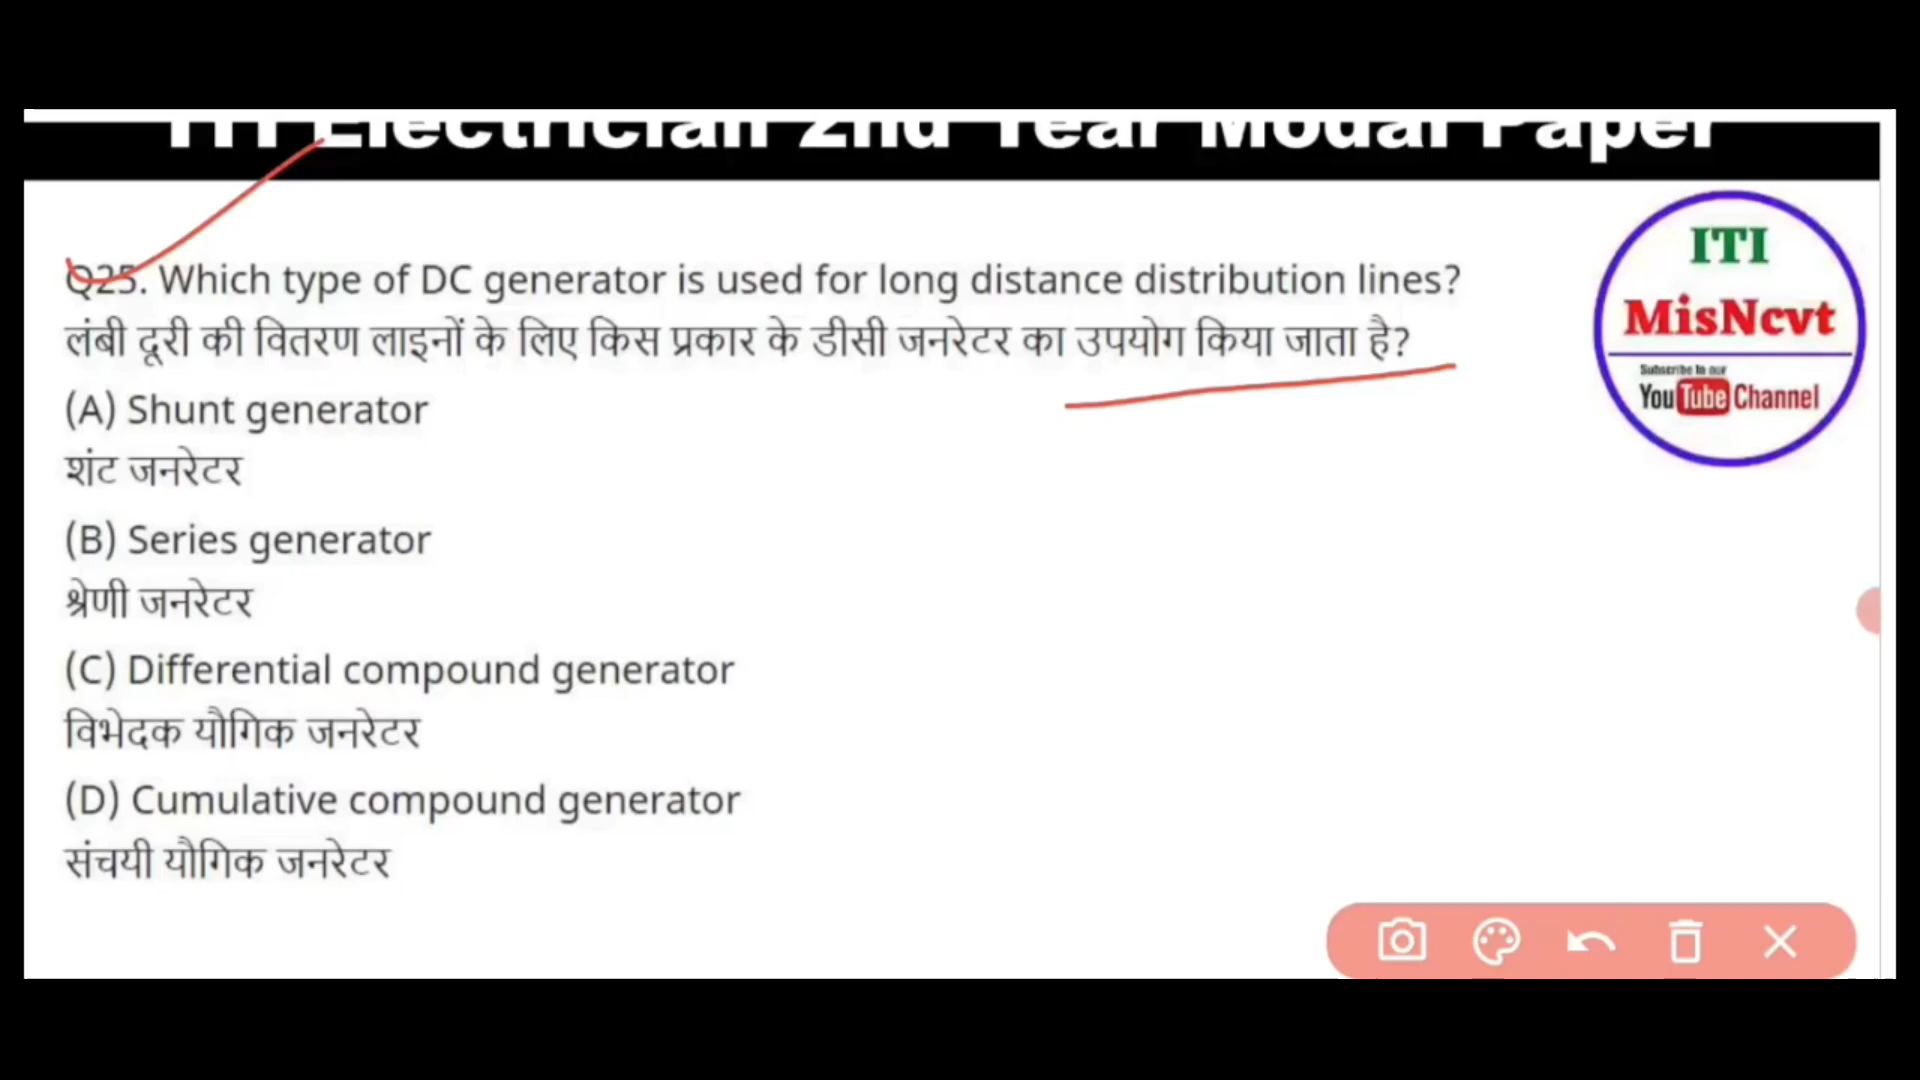 ITI Electrician 2nd Year Modal Paper
Q25. Which type of DC generator is used for long distance distribution lines?
लंबी दूरी की वितरण लाइनों के लिए किस प्रकार के डीसी जनरेटर का उपयोग किया जाता है?
(A) Shunt generator
शंट जनरेटर
(B) Series generator
श्रेणी जनरेटर
(C) Differential compound generator
विभेदक यौगिक जनरेटर
(D) Cumulative compound generator
संचयी यौगिक जनरेटर
ITI
MisNcvt
Subscribe to our
YouTube Channel